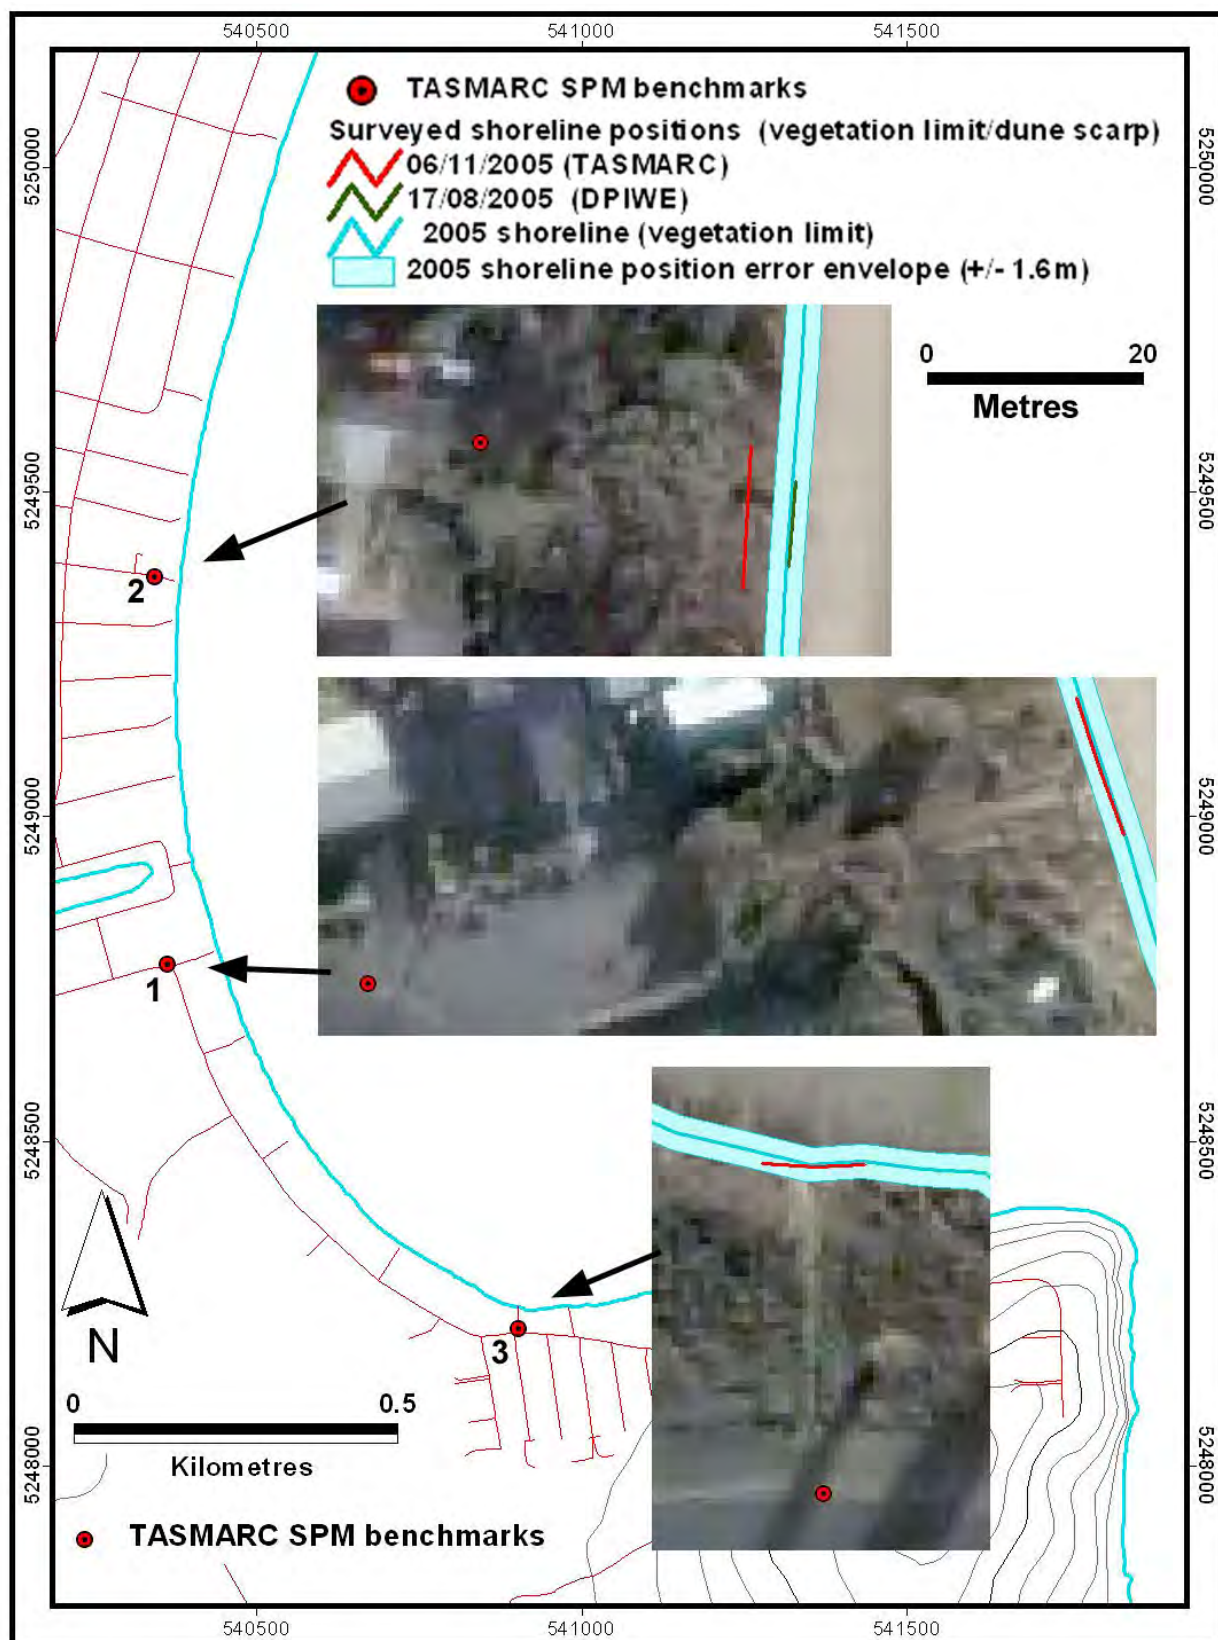 540500 541000 541500
TASMARC SPM benchmarks
Surveyed shoreline positions (vegetation limit/dune scarp)
06/11/2005 (TASMARC)
17/08/2005 (DPIWE)
2005 shoreline (vegetation limit)
2005 shoreline position error envelope (+/- 1.6m)
5250000 5250000
0 20
Metres
5249500 5249500
2
5249000 5249000
1
5248500 5248500
3
N
0 0.5
Kilometres
5248000 5248000
TASMARC SPM benchmarks
540500 541000 541500